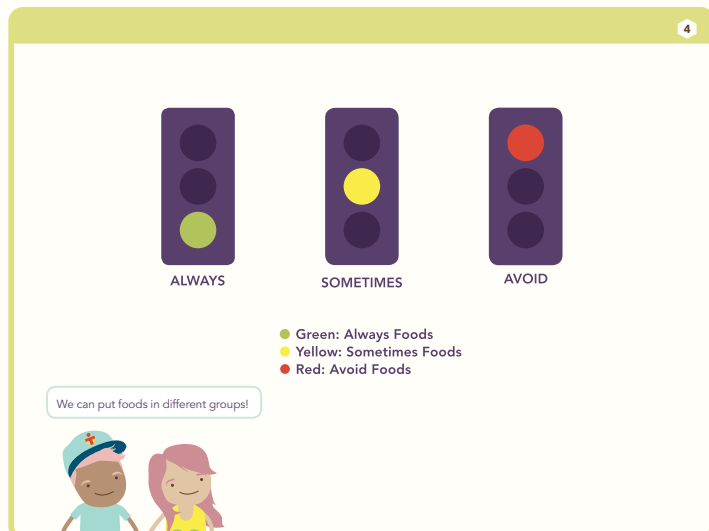 4
ALWAYS
SOMETIMES
AVOID
Green: Always Foods
Yellow: Sometimes Foods
Red: Avoid Foods
We can put foods in different groups!